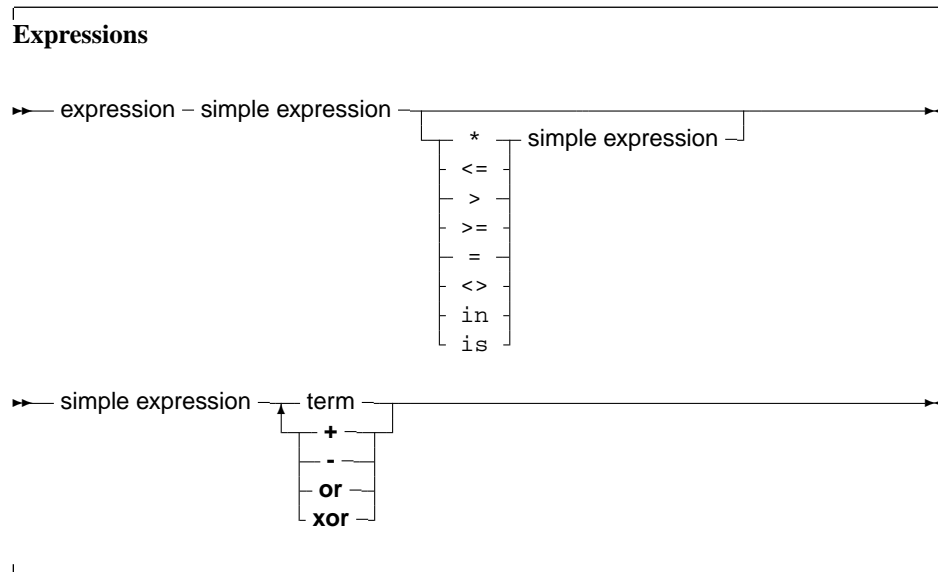 Expressions
expression simple expression
* simple expression
<=
>
>=
=
<>
in
is
simple expression term
+
-
or
xor